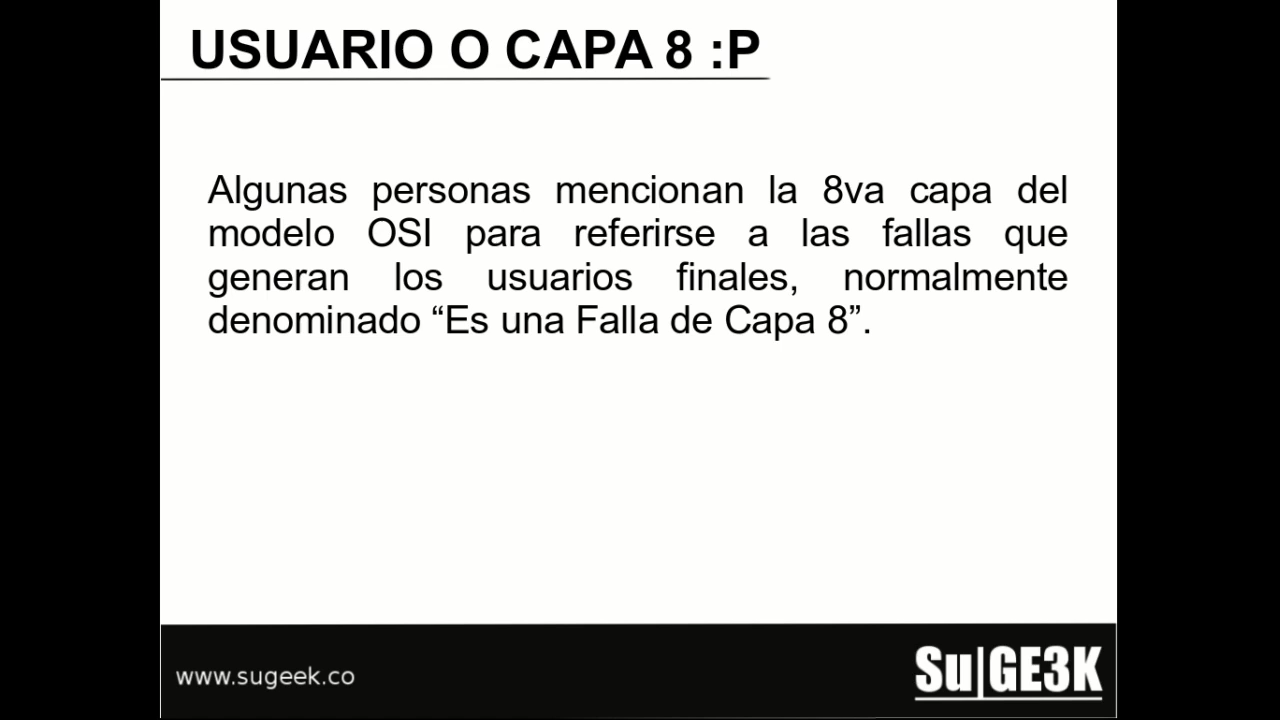 USUARIO O CAPA 8 :P
Algunas personas mencionan la 8va capa del
modelo OSI para referirse a las fallas que
generan los usuarios finales, normalmente
denominado “Es una Falla de Capa 8”.
www.sugeek.co
Su|GE3K